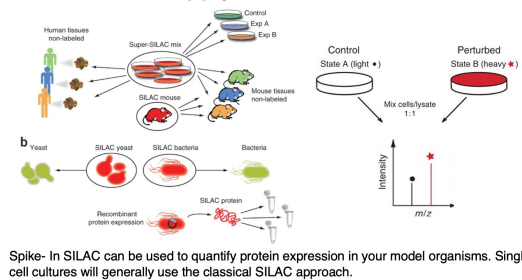 Control
Exp A
Exp B
Human tissues
non-labeled
Super-SILAC mix
SILAC mouse
Mouse tissues
non-labeled
b
Yeast
SILAC yeast
SILAC bacteria
Bacteria
SILAC protein
Recombinant
protein expression
Control
State A (light •)
Perturbed
State B (heavy ★)
Mix cells/lysate
1:1
Intensity
m/z
Spike- In SILAC can be used to quantify protein expression in your model organisms. Singl
cell cultures will generally use the classical SILAC approach.